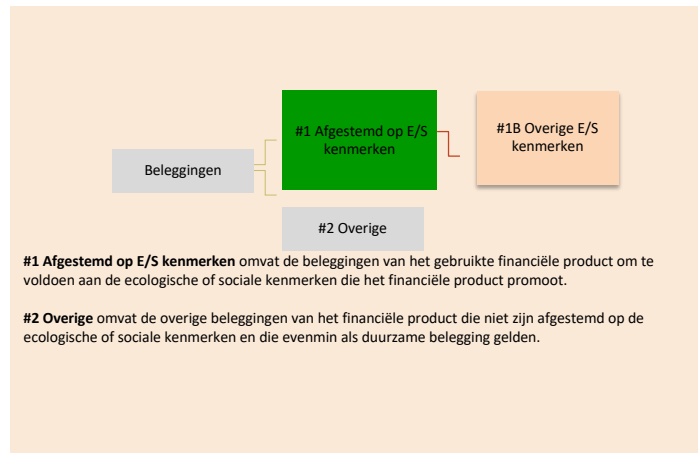 #1 Afgestemd op E/S
kenmerken
#1B Overige E/S
kenmerken
Beleggingen
#2 Overige
#1 Afgestemd op E/S kenmerken omvat de beleggingen van het gebruikte financiële product om te
voldoen aan de ecologische of sociale kenmerken die het financiële product promoot.
#2 Overige omvat de overige beleggingen van het financiële product die niet zijn afgestemd op de
ecologische of sociale kenmerken en die evenmin als duurzame belegging gelden.